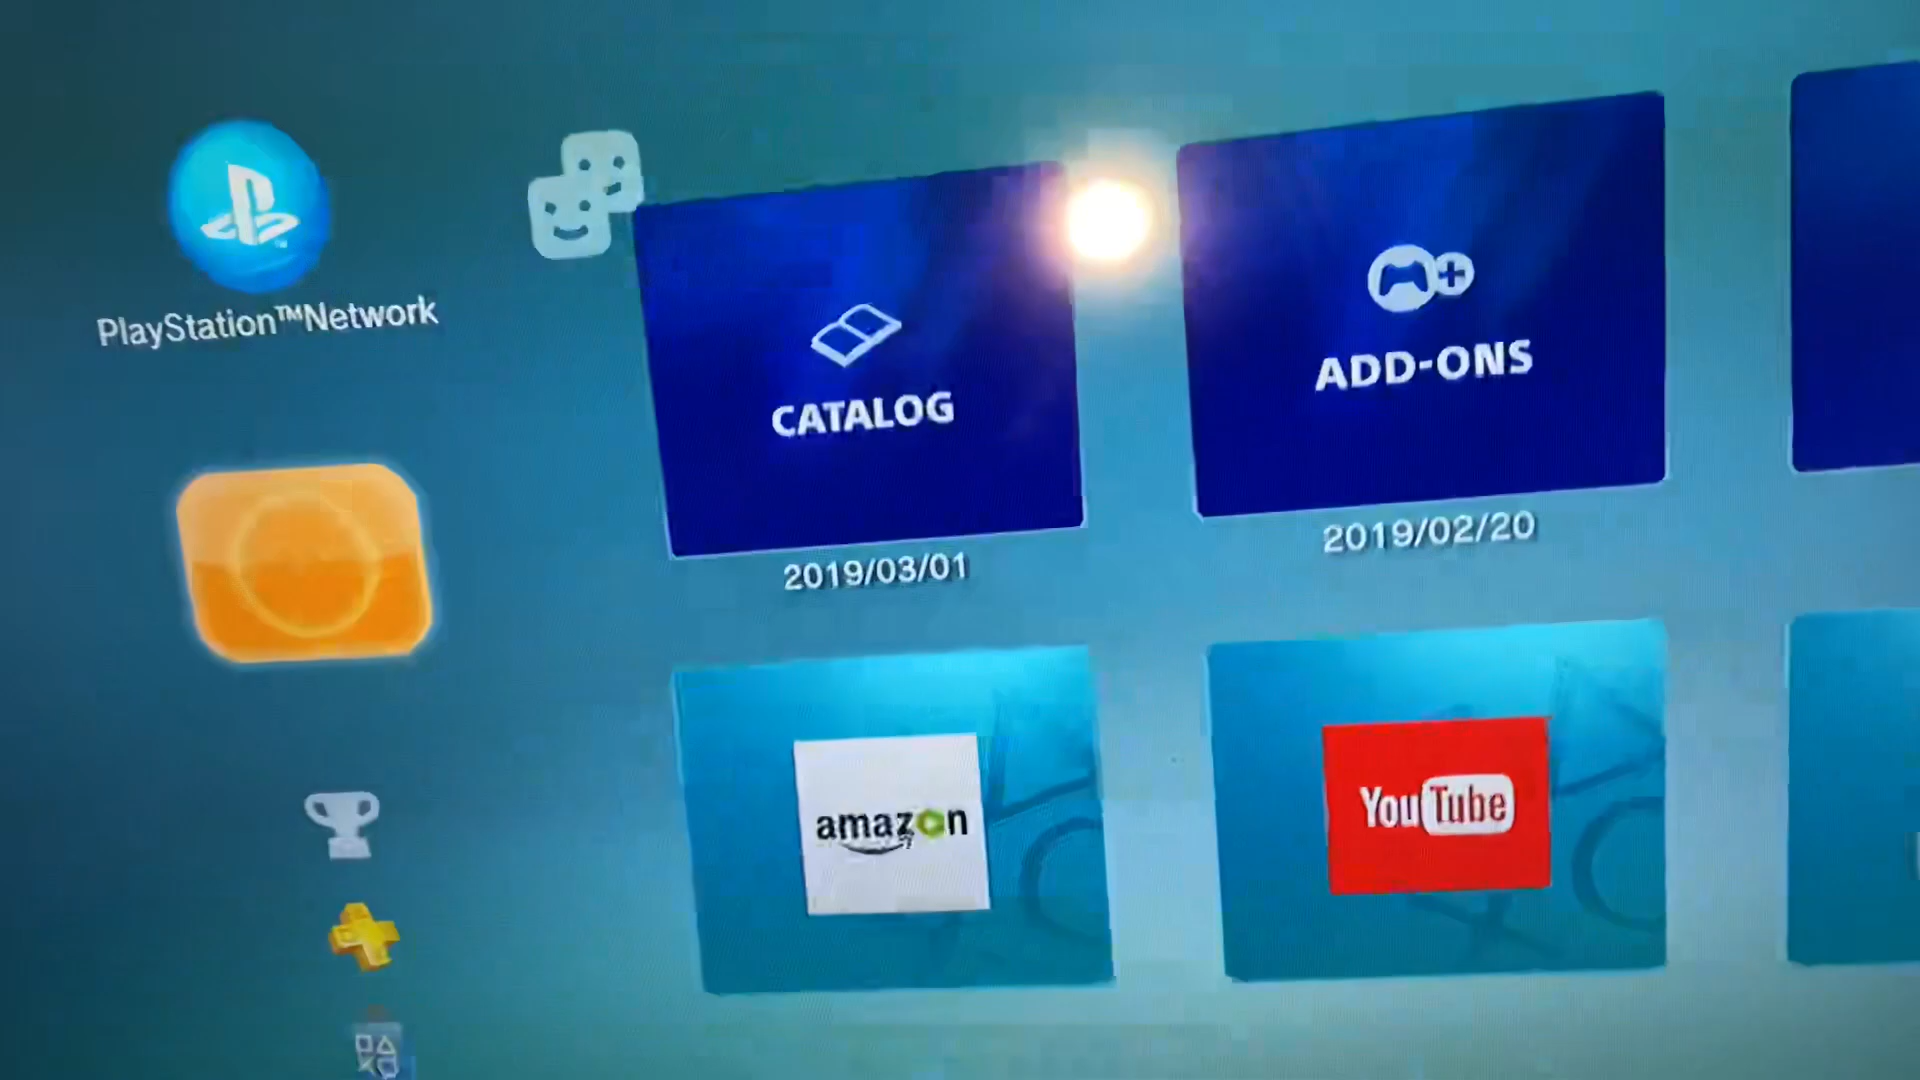 PlayStation™Network
CATALOG
2019/03/01
ADD-ONS
2019/02/20
amazon
YouTube